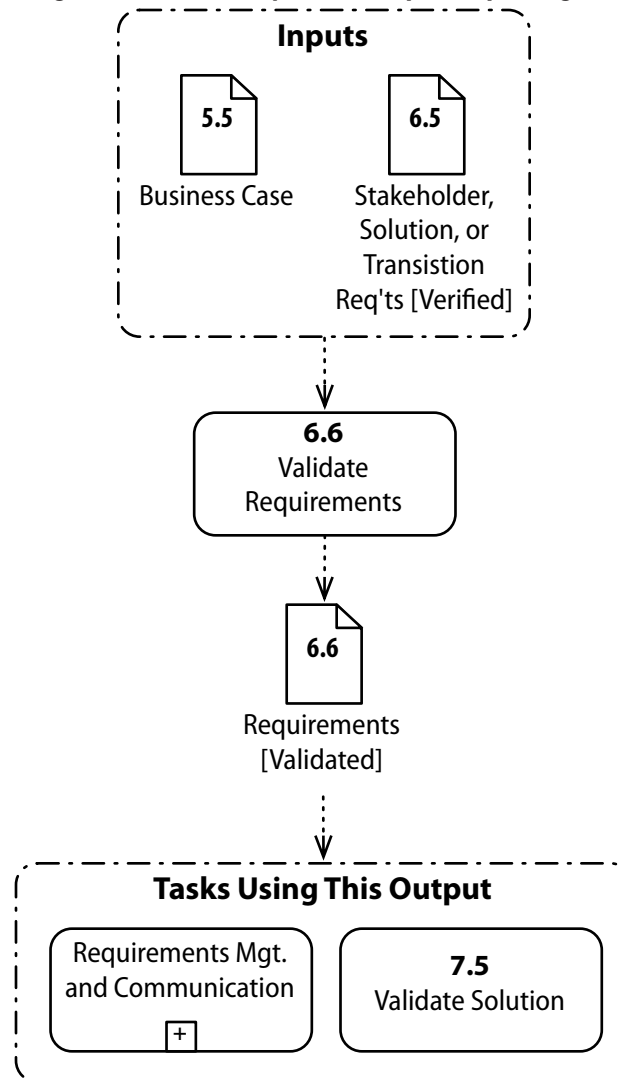 Inputs
5.5
Business Case
6.5
Stakeholder,
Solution, or
Transistion
Req'ts [Verified]
6.6
Validate
Requirements
6.6
Requirements
[Validated]
Tasks Using This Output
Requirements Mgt.
and Communication
+
7.5
Validate Solution